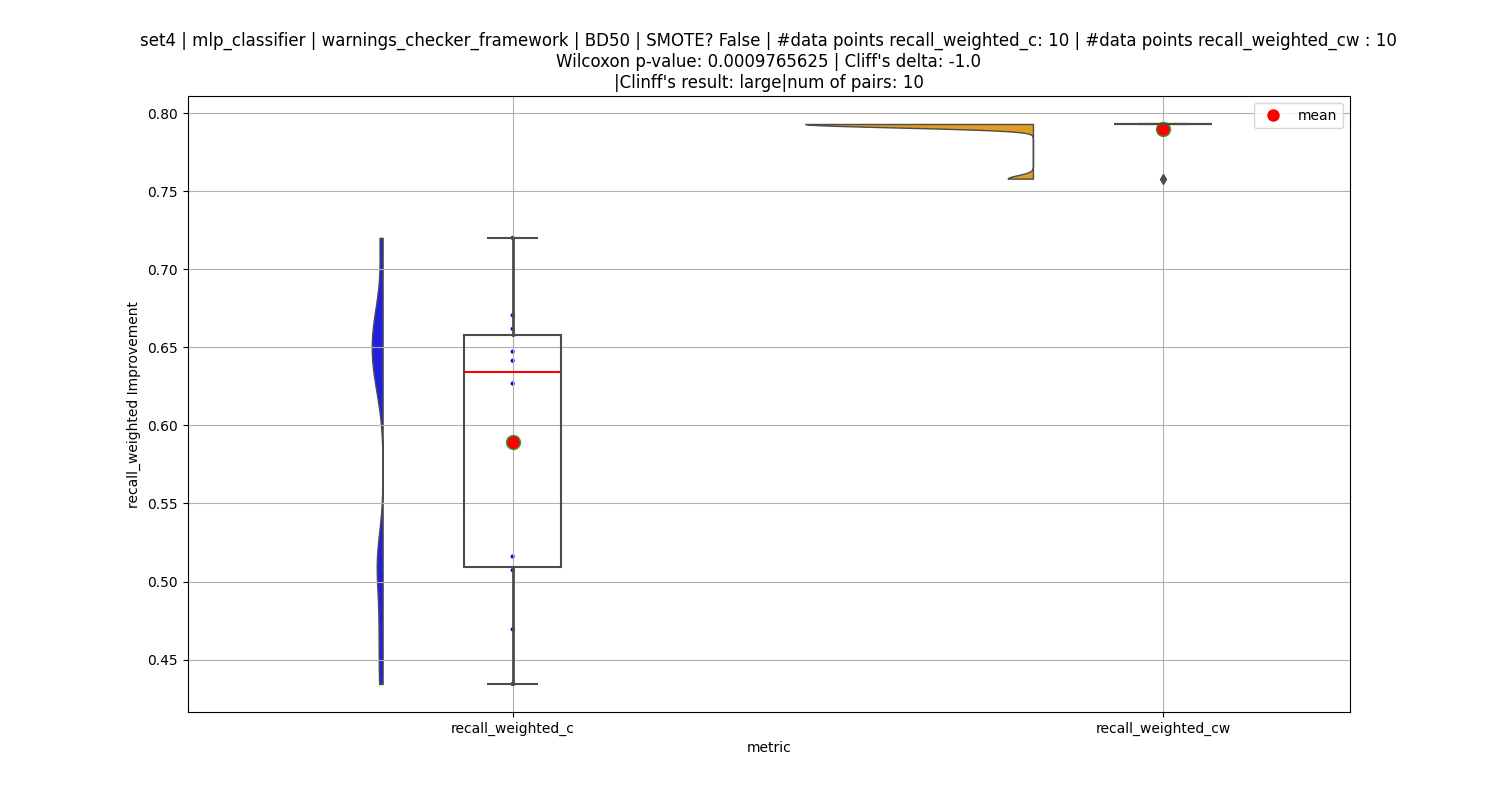 set4 | mlp_classifier | warnings_checker_framework | BD50 | SMOTE? False | #data points recall_weighted_c: 10 | #data points recall_weighted_cw : 10
Wilcoxon p-value: 0.0009765625 | Cliff's delta: -1.0
|Clinff's result: large|num of pairs: 10
mean
0.80
0.75
0.70
0.65
0.60
0.55
0.50
0.45
recall_weighted Improvement
recall_weighted_c
recall_weighted_cw
metric